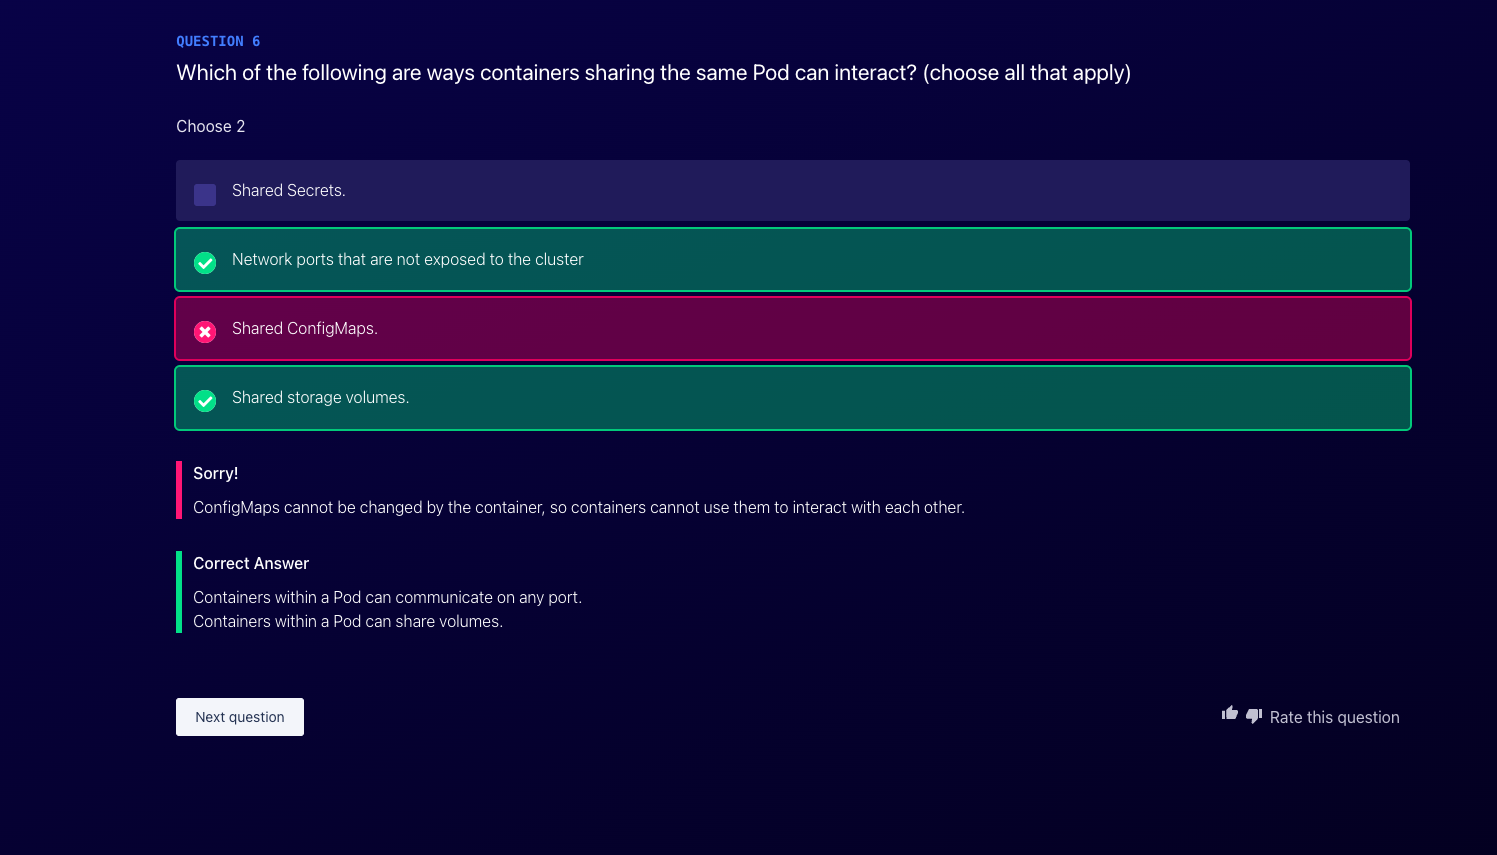 QUESTION 6
Which of the following are ways containers sharing the same Pod can interact? (choose all that apply)
Choose 2
Shared Secrets.
Network ports that are not exposed to the cluster
Shared ConfigMaps.
Shared storage volumes.
Sorry!
ConfigMaps cannot be changed by the container, so containers cannot use them to interact with each other.
Correct Answer
Containers within a Pod can communicate on any port.
Containers within a Pod can share volumes.
Next question
Rate this question